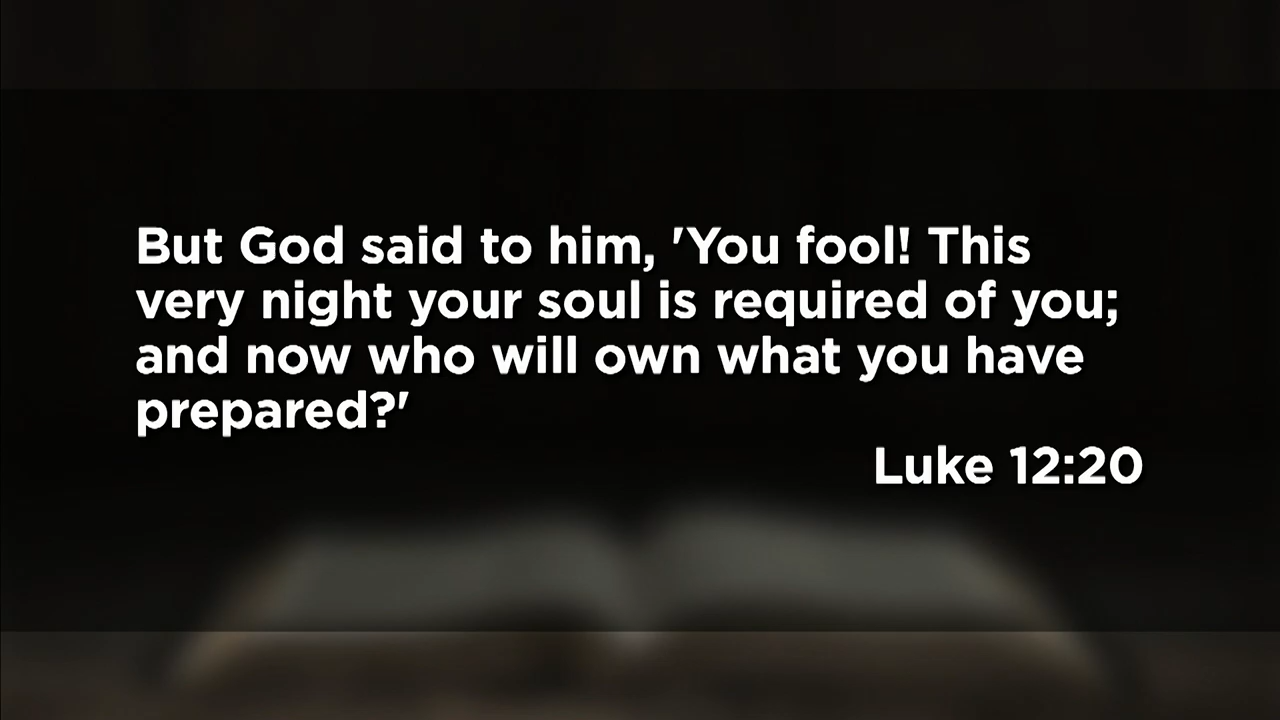 But God said to him, 'You fool! This
very night your soul is required of you;
and now who will own what you have
prepared?'
Luke 12:20